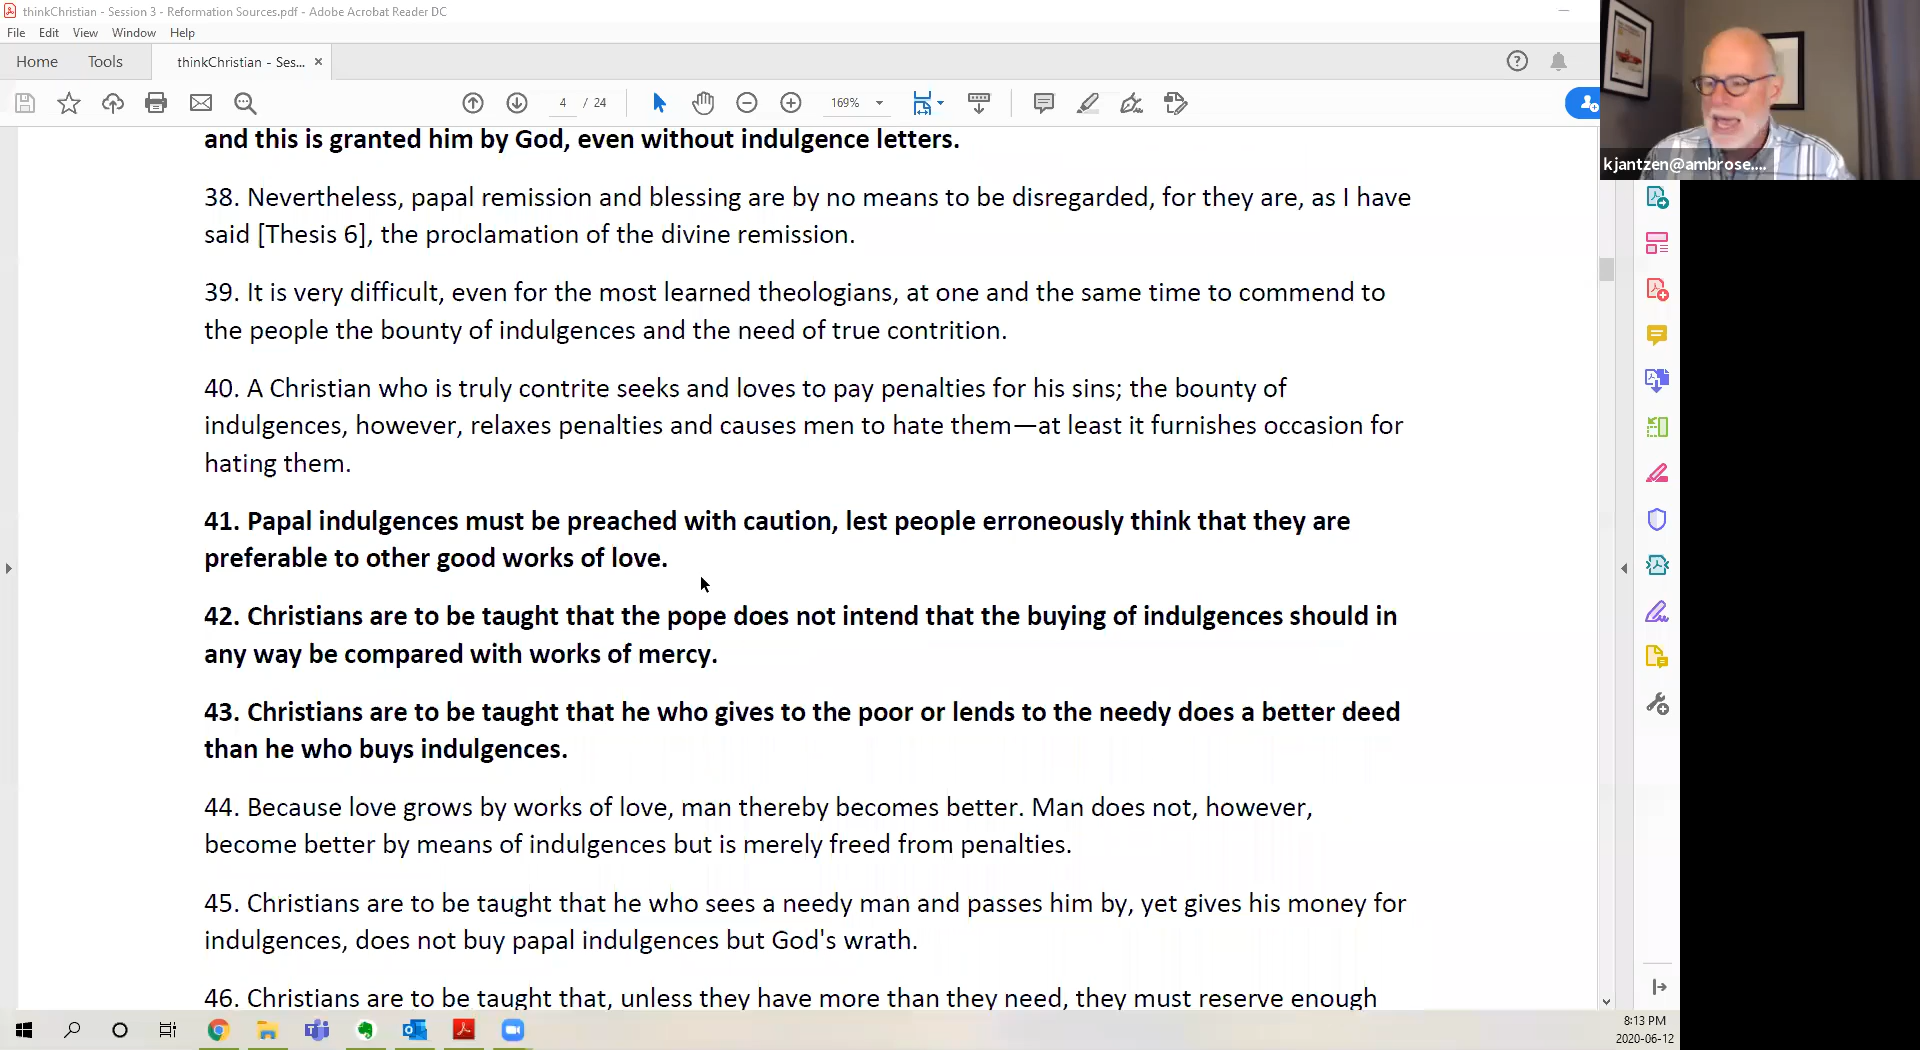 thinkChristian - Session 3 - Reformation Sources.pdf - Adobe Acrobat Reader DC
File Edit View Window Help
Home Tools thinkChristian - Ses... ×
4 / 24 169%
kjantzen@ambrose....
and this is granted him by God, even without indulgence letters.
38. Nevertheless, papal remission and blessing are by no means to be disregarded, for they are, as I have
said [Thesis 6], the proclamation of the divine remission.
39. It is very difficult, even for the most learned theologians, at one and the same time to commend to
the people the bounty of indulgences and the need of true contrition.
40. A Christian who is truly contrite seeks and loves to pay penalties for his sins; the bounty of
indulgences, however, relaxes penalties and causes men to hate them—at least it furnishes occasion for
hating them.
41. Papal indulgences must be preached with caution, lest people erroneously think that they are
preferable to other good works of love.
42. Christians are to be taught that the pope does not intend that the buying of indulgences should in
any way be compared with works of mercy.
43. Christians are to be taught that he who gives to the poor or lends to the needy does a better deed
than he who buys indulgences.
44. Because love grows by works of love, man thereby becomes better. Man does not, however,
become better by means of indulgences but is merely freed from penalties.
45. Christians are to be taught that he who sees a needy man and passes him by, yet gives his money for
indulgences, does not buy papal indulgences but God's wrath.
46. Christians are to be taught that, unless they have more than they need, they must reserve enough
8:13 PM
2020-06-12